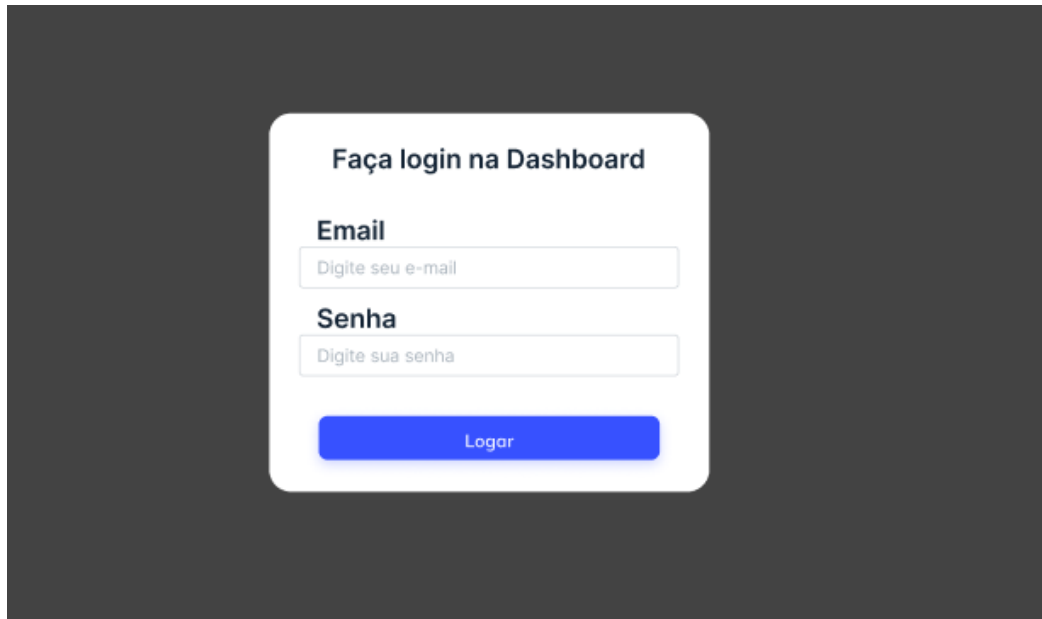 Faça login na Dashboard
Email
Digite seu e-mail
Senha
Digite sua senha
Logar